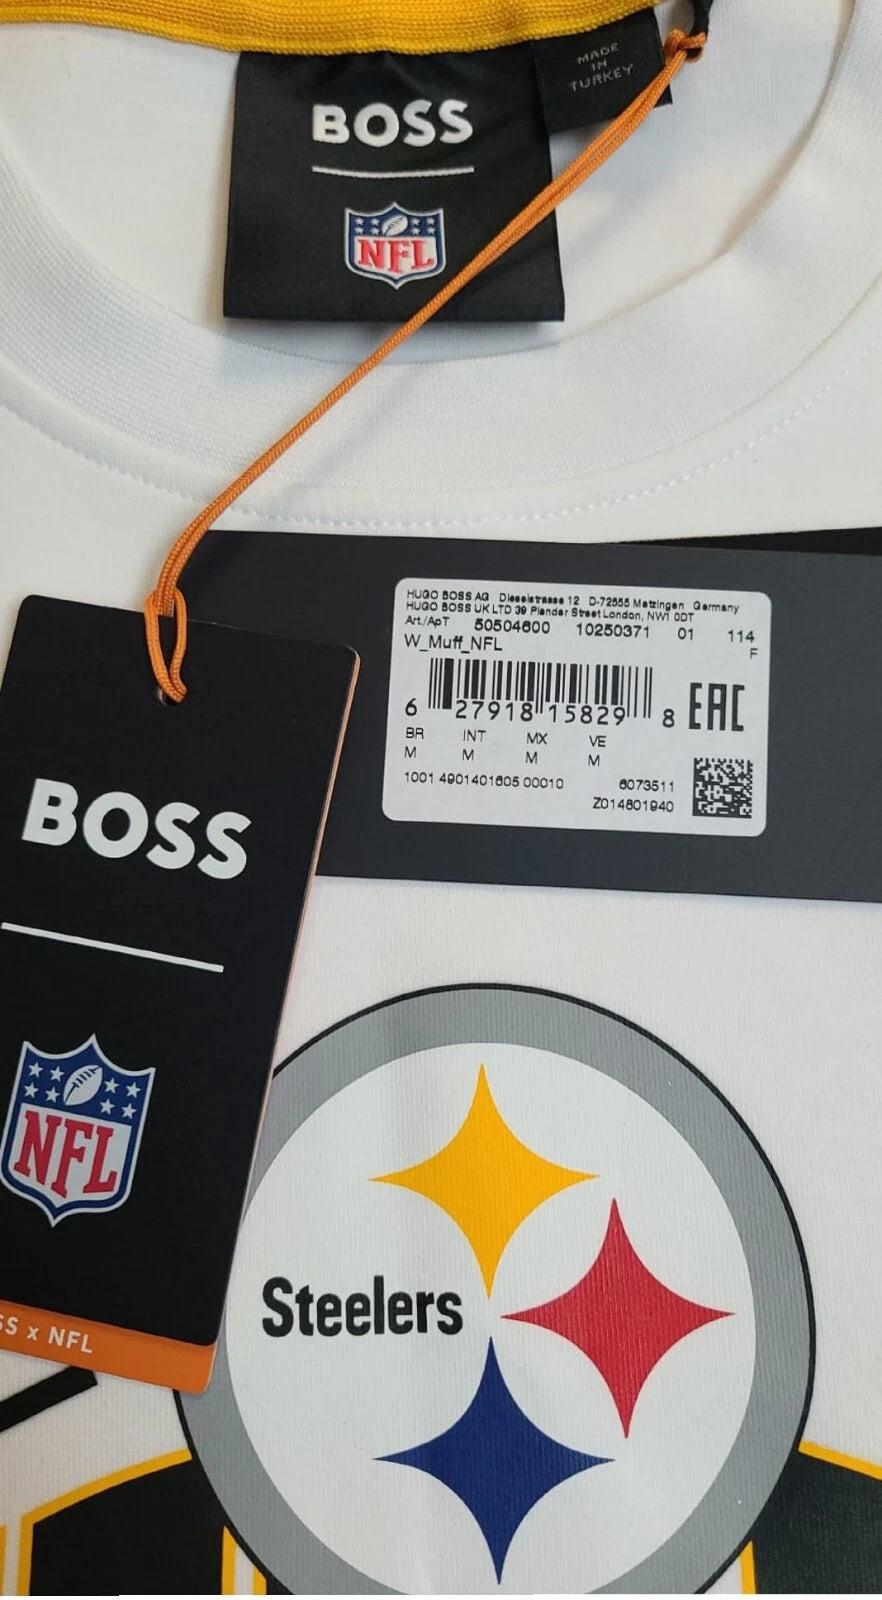 MADE
IN
TURKEY
BOSS
NFL
HUGO BOSS AG Dieselstrasse 12 D-72555 Metzingen Germany
HUGO BOSS UK LTD 39 Plender Street London, NW1 0DT
Art./ApT 50504600 10250371 01 114
F
W_Muff_NFL
6 27918 15829 8 EAC
BR INT MX VE
M M M M
1001 4901401605 00010 6073511
Z014601940
BOSS
NFL
SS x NFL
Steelers